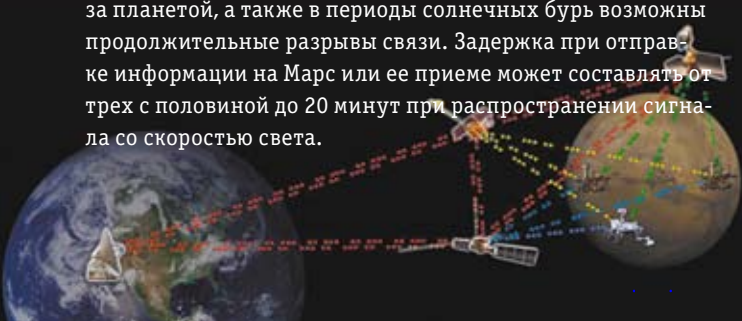 за планетой, а также в периоды солнечных бурь возможны
продолжительные разрывы связи. Задержка при отправ-
ке информации на Марс или ее приеме может составлять от
трех с половиной до 20 минут при распространении сигна-
ла со скоростью света.